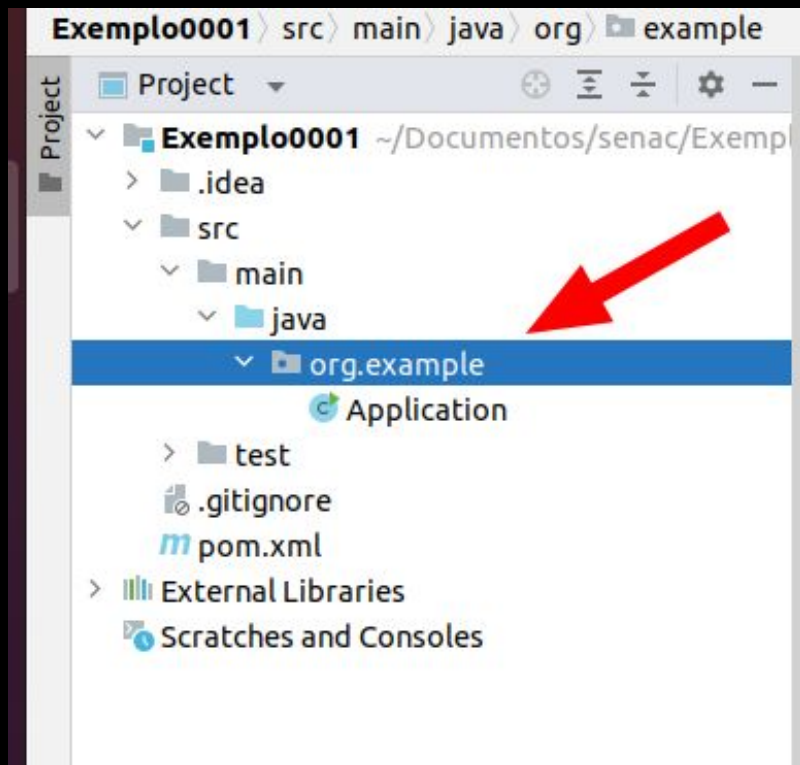 Exemplo0001 src main java org example
Project
Project
Exemplo0001 ~/Documentos/senac/Exempl
.idea
src
main
java
org.example
C Application
test
.gitignore
m pom.xml
External Libraries
Scratches and Consoles